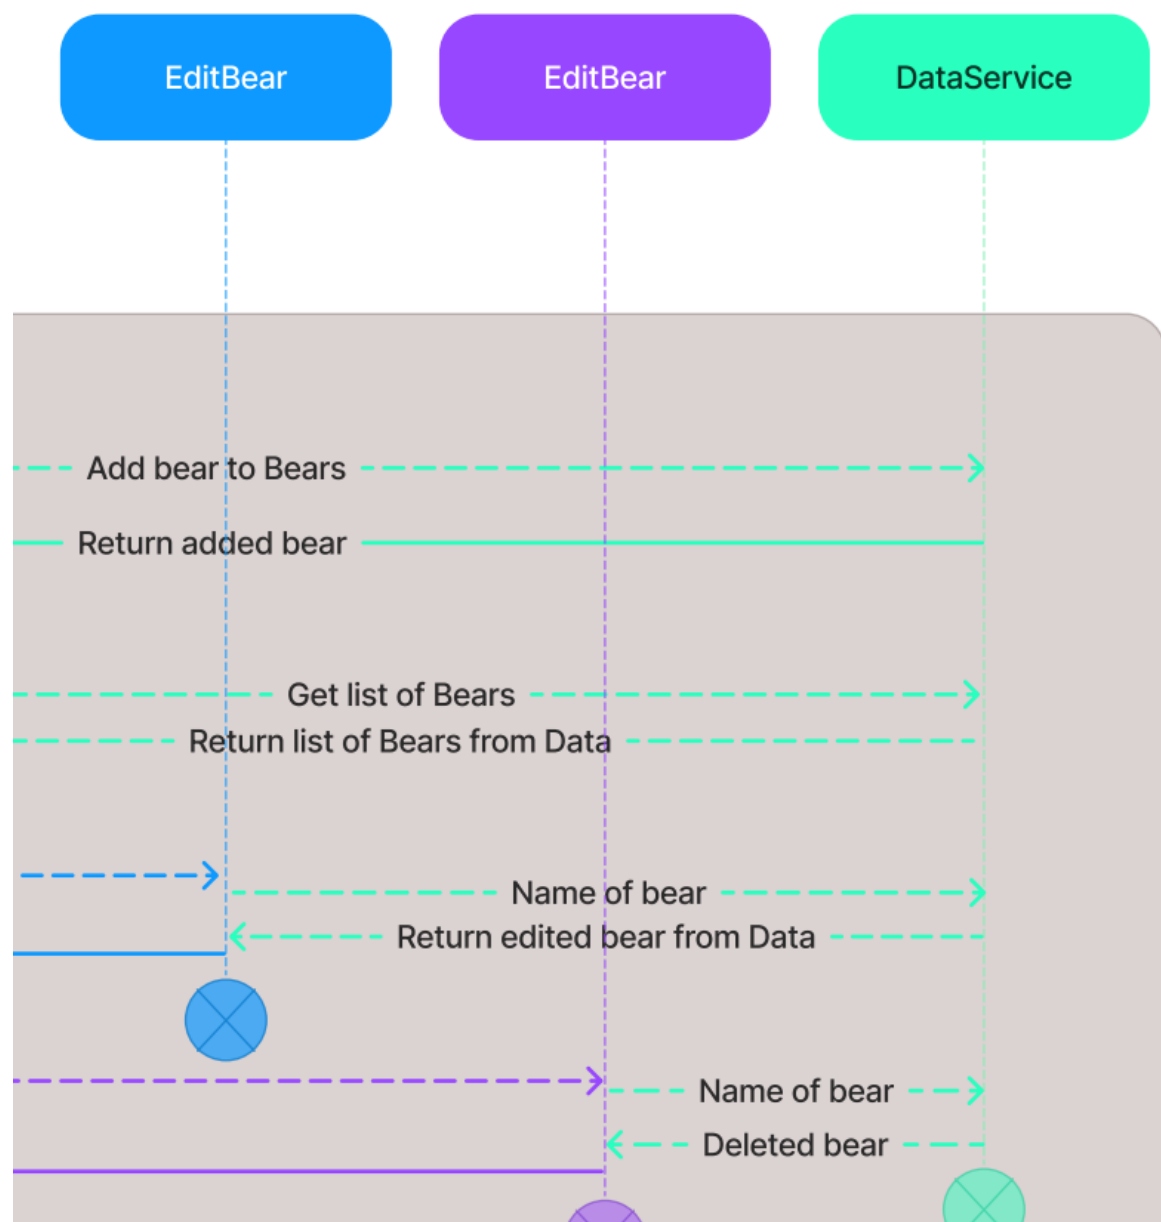 EditBear
EditBear
DataService
Add bear to Bears
Return added bear
Get list of Bears
Return list of Bears from Data
Name of bear
Return edited bear from Data
Name of bear
Deleted bear